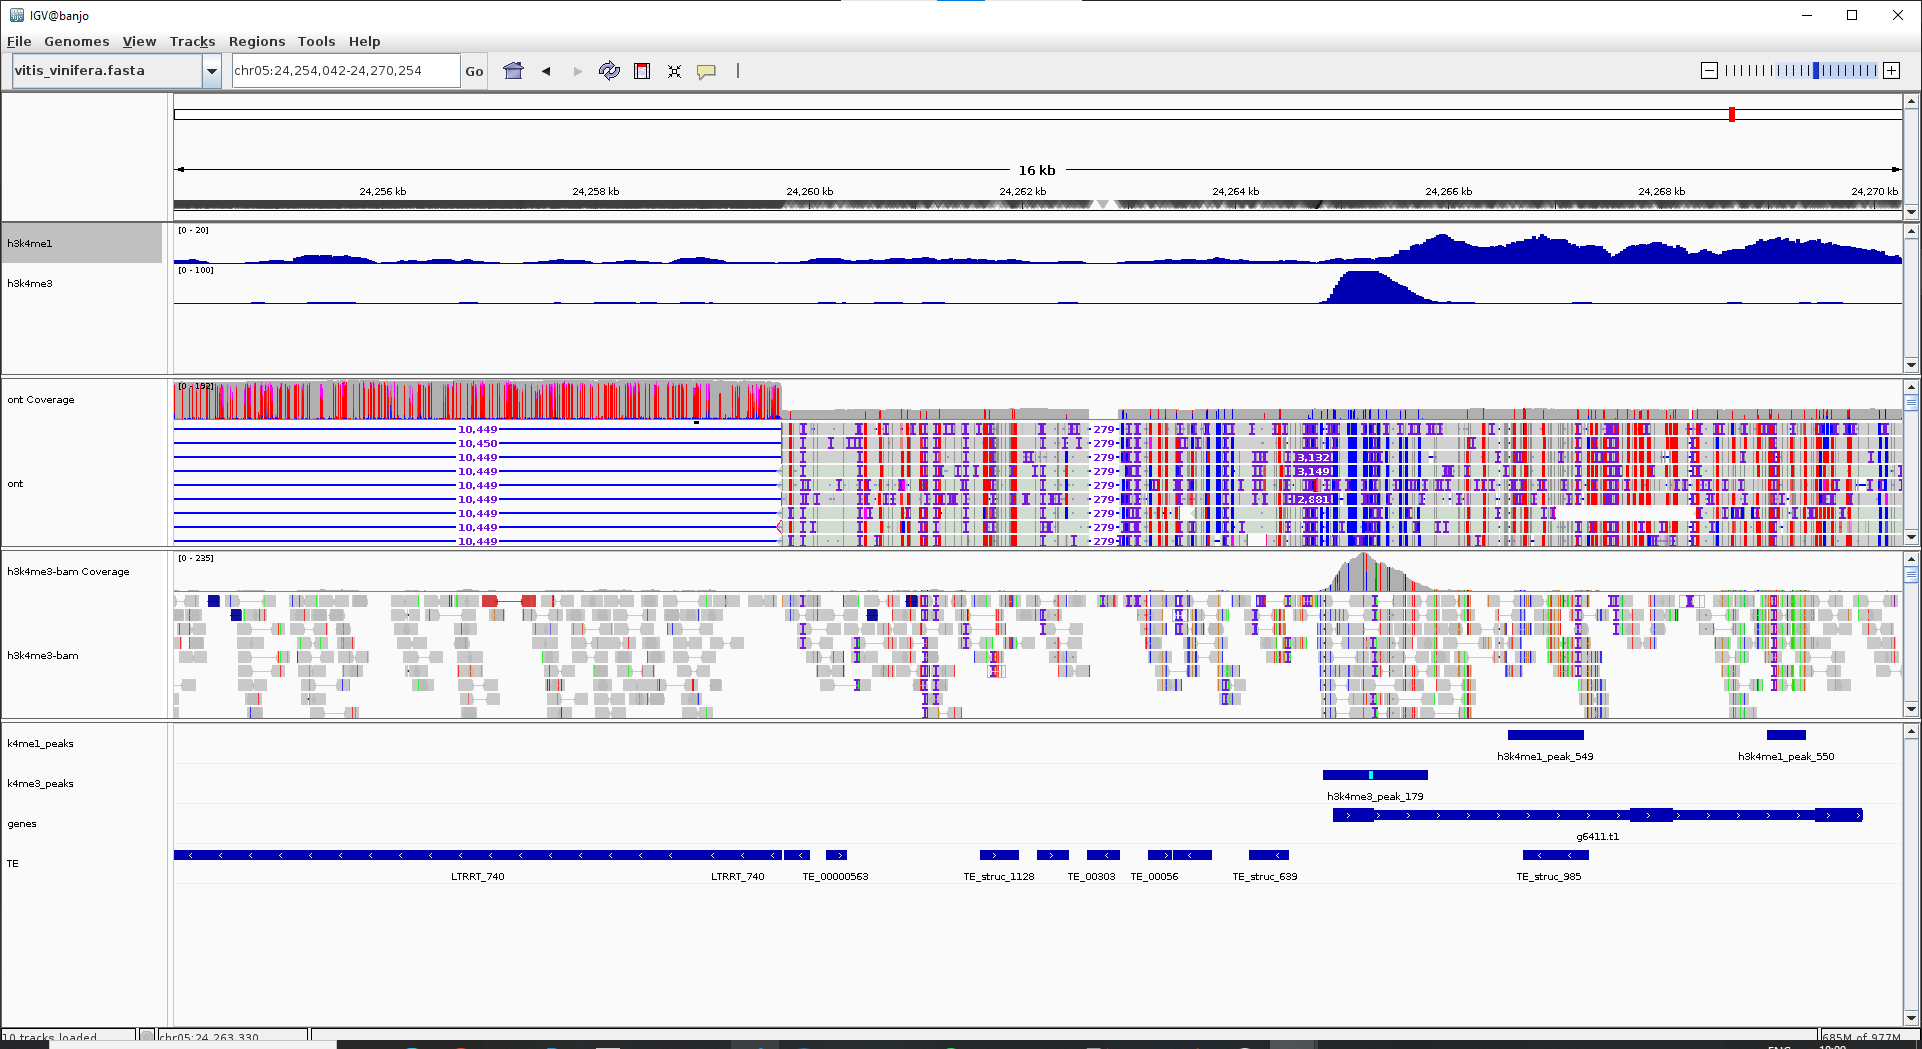 IGV@banjo
File Genomes View Tracks Regions Tools Help
vitis_vinifera.fasta chr05:24,254,042-24,270,254 Go
16 kb
24,256 kb 24,258 kb 24,260 kb 24,262 kb 24,264 kb 24,266 kb 24,268 kb 24,270 kb
[0 - 20]
h3k4me1
[0 - 100]
h3k4me3
ont Coverage
10,449 279
10,450 279
10,449 279 3,132
10,449 279 3,149
ont 10,449 279
10,449 279 2,881
10,449 279
10,449 279
10,449 279
[0 - 235]
h3k4me3-bam Coverage
h3k4me3-bam
k4me1_peaks
h3k4me1_peak_549 h3k4me1_peak_550
k4me3_peaks
h3k4me3_peak_179
genes
g6411.t1
TE
LTRRT_740 LTRRT_740 TE_00000563 TE_struc_1128 TE_00303 TE_00056 TE_struc_639 TE_struc_985
10 tracks loaded chr05:24,263,330 685M of 977M